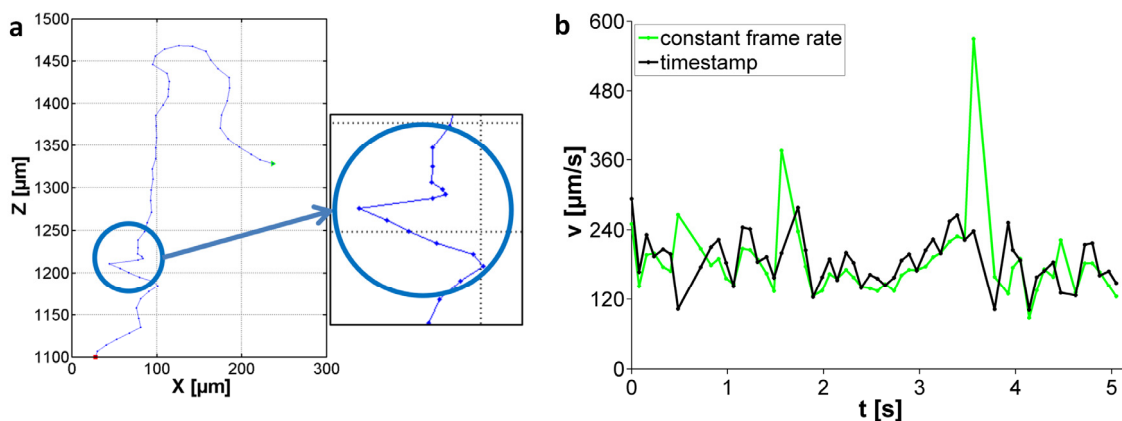 a
1500
1450
1400
1350
1300
1250
1200
1150
1100
Z [µm]
0 100 200 300
X [µm]
b
600
480
360
240
120
0
v [µm/s]
constant frame rate
timestamp
0 1 2 3 4 5
t [s]